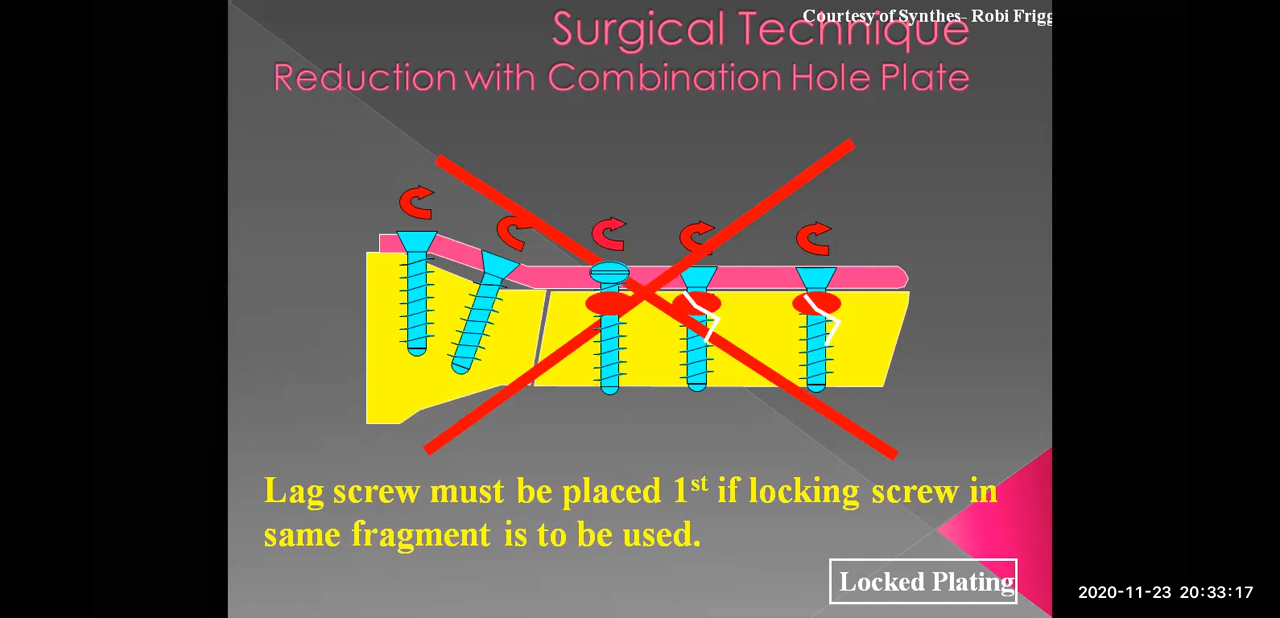 Courtesy of Synthes- Robi Frigg
Surgical Technique
Reduction with Combination Hole Plate
Lag screw must be placed 1st if locking screw in
same fragment is to be used.
Locked Plating
2020-11-23 20:33:17